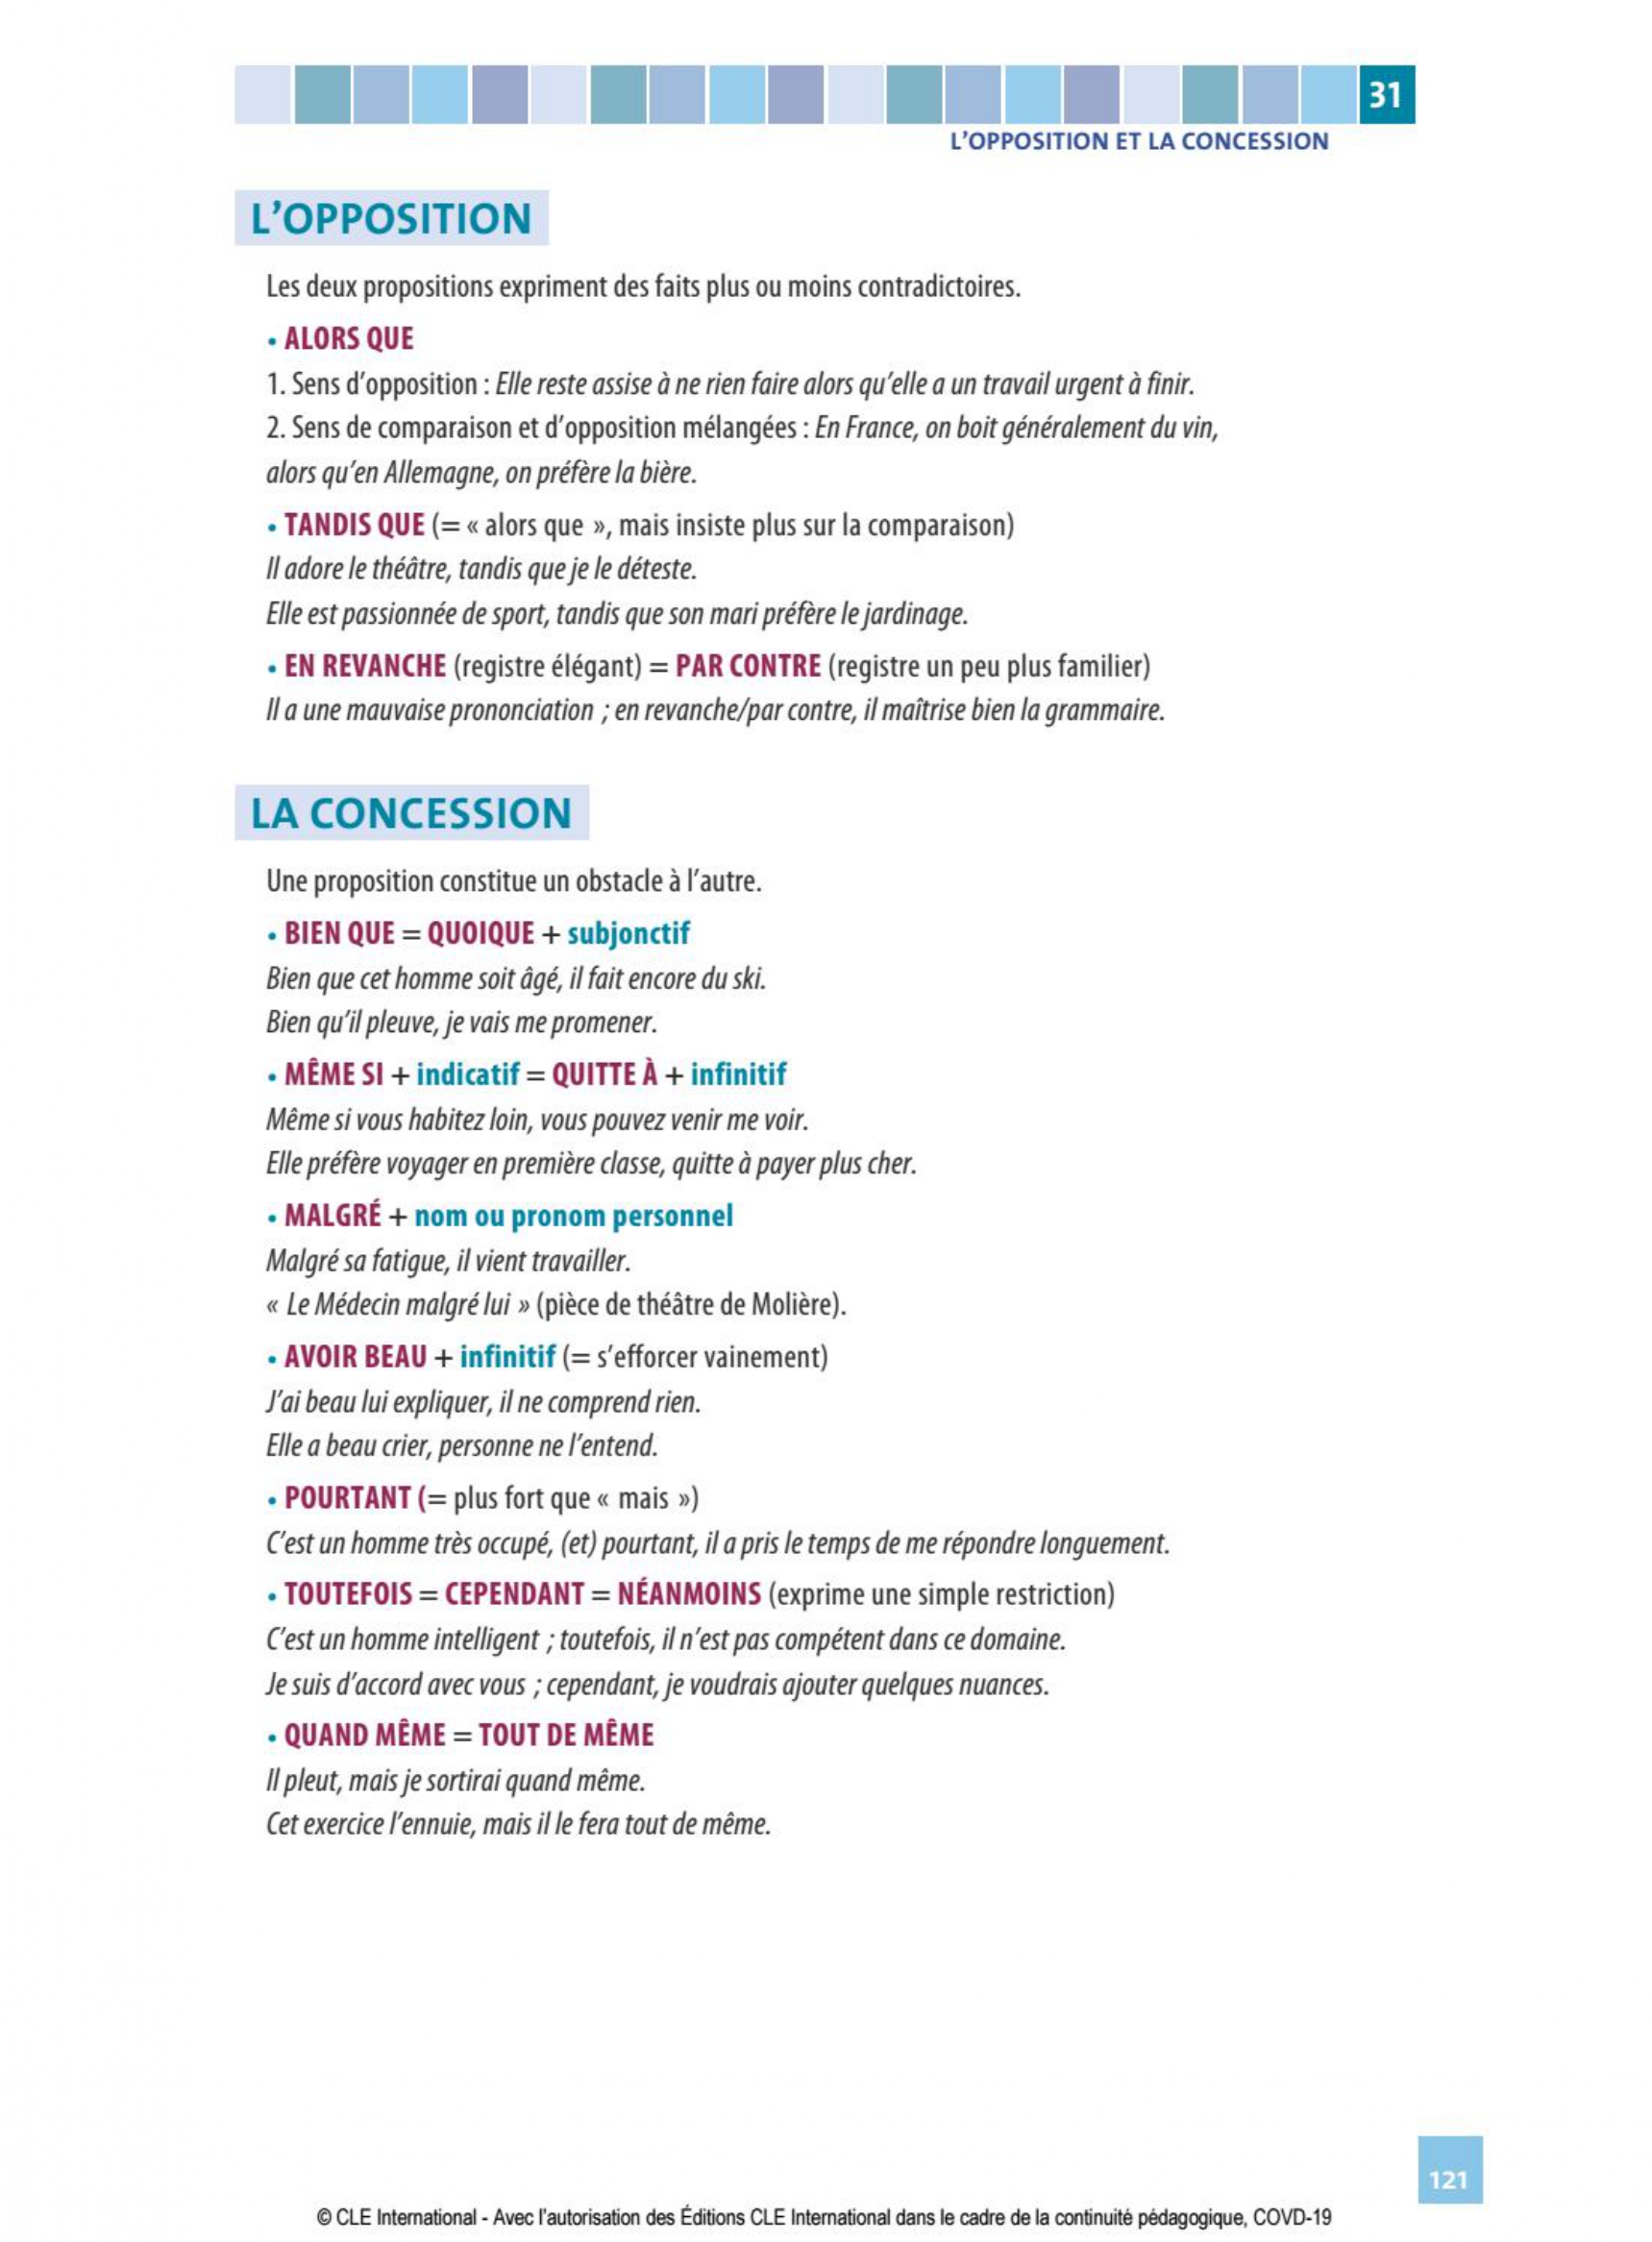 31
L'OPPOSITION ET LA CONCESSION
L'OPPOSITION
Les deux propositions expriment des faits plus ou moins contradictoires.
• ALORS QUE
1. Sens d'opposition : Elle reste assise à ne rien faire alors qu'elle a un travail urgent à finir.
2. Sens de comparaison et d'opposition mélangées : En France, on boit généralement du vin,
alors qu'en Allemagne, on préfère la bière.
• TANDIS QUE (= « alors que », mais insiste plus sur la comparaison)
Il adore le théâtre, tandis que je le déteste.
Elle est passionnée de sport, tandis que son mari préfère le jardinage.
• EN REVANCHE (registre élégant) = PAR CONTRE (registre un peu plus familier)
Il a une mauvaise prononciation ; en revanche/par contre, il maîtrise bien la grammaire.
LA CONCESSION
Une proposition constitue un obstacle à l'autre.
• BIEN QUE = QUOIQUE + subjonctif
Bien que cet homme soit âgé, il fait encore du ski.
Bien qu'il pleuve, je vais me promener.
• MÊME SI + indicatif = QUITTE À + infinitif
Même si vous habitez loin, vous pouvez venir me voir.
Elle préfère voyager en première classe, quitte à payer plus cher.
• MALGRÉ + nom ou pronom personnel
Malgré sa fatigue, il vient travailler.
« Le Médecin malgré lui » (pièce de théâtre de Molière).
• AVOIR BEAU + infinitif (= s'efforcer vainement)
J'ai beau lui expliquer, il ne comprend rien.
Elle a beau crier, personne ne l'entend.
• POURTANT (= plus fort que « mais »)
C'est un homme très occupé, (et) pourtant, il a pris le temps de me répondre longuement.
• TOUTEFOIS = CEPENDANT = NÉANMOINS (exprime une simple restriction)
C'est un homme intelligent ; toutefois, il n'est pas compétent dans ce domaine.
Je suis d'accord avec vous ; cependant, je voudrais ajouter quelques nuances.
• QUAND MÊME = TOUT DE MÊME
Il pleut, mais je sortirai quand même.
Cet exercice l'ennuie, mais il le fera tout de même.
121
© CLE International - Avec l'autorisation des Éditions CLE International dans le cadre de la continuité pédagogique, COVD-19